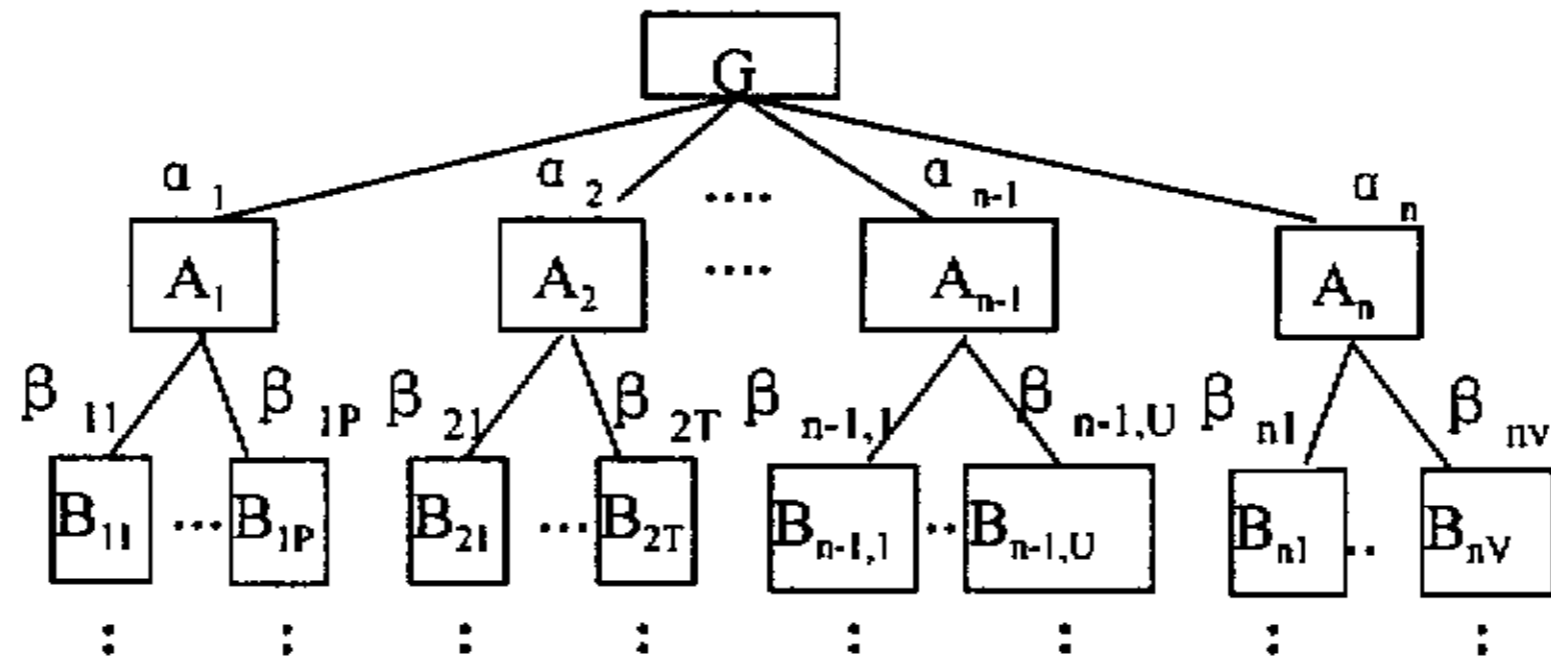 G
α₁ α₂ .... αₙ₋₁ αₙ
A₁ A₂ .... Aₙ₋₁ Aₙ
β₁₁ β₁P β₂₁ β₂T βn-1,1 βn-1,U βn1 βnv
B₁₁ ... B₁P B₂₁ ... B₂T Bn-1,1 .. Bn-1,U Bn1 .. BnV
: : : : : : : :